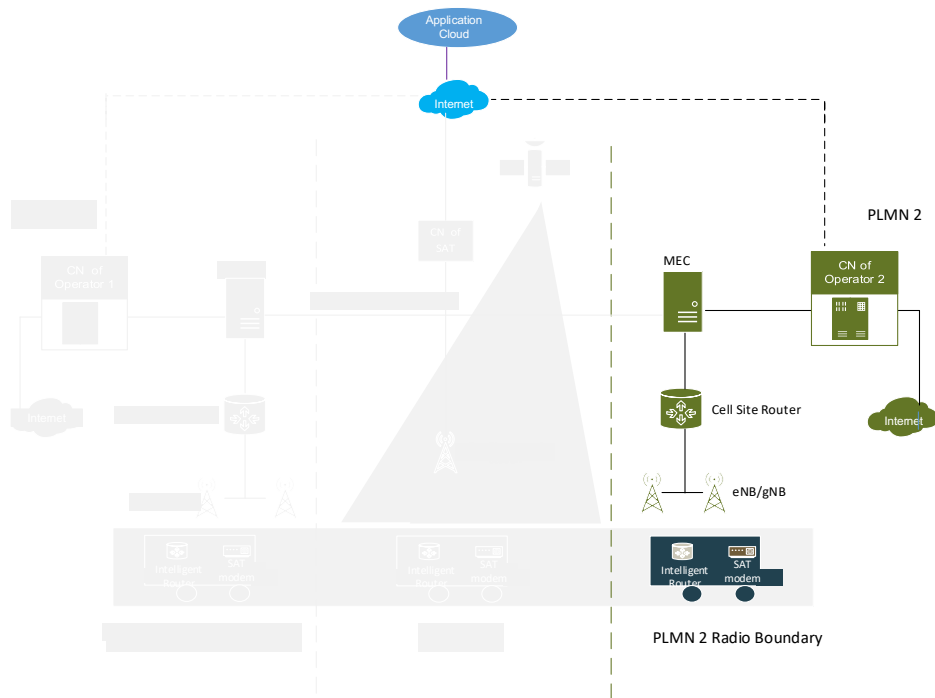 Application
Cloud
Internet
PLMN 2
CN of
SAT
MEC
CN of
Operator 1
CN of
Operator 2
Internet
Cell Site Router
Internet
eNB/gNB
Intelligent
Router
SAT
modem
Intelligent
Router
SAT
modem
Intelligent
Router
SAT
modem
PLMN 2 Radio Boundary